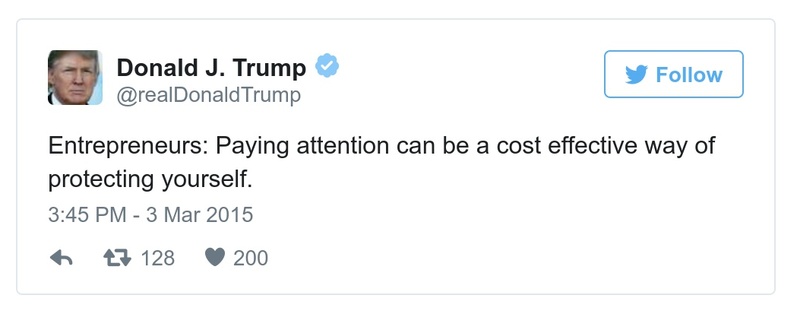 Donald J. Trump
@realDonaldTrump
Follow
Entrepreneurs: Paying attention can be a cost effective way of
protecting yourself.
3:45 PM - 3 Mar 2015
128 200